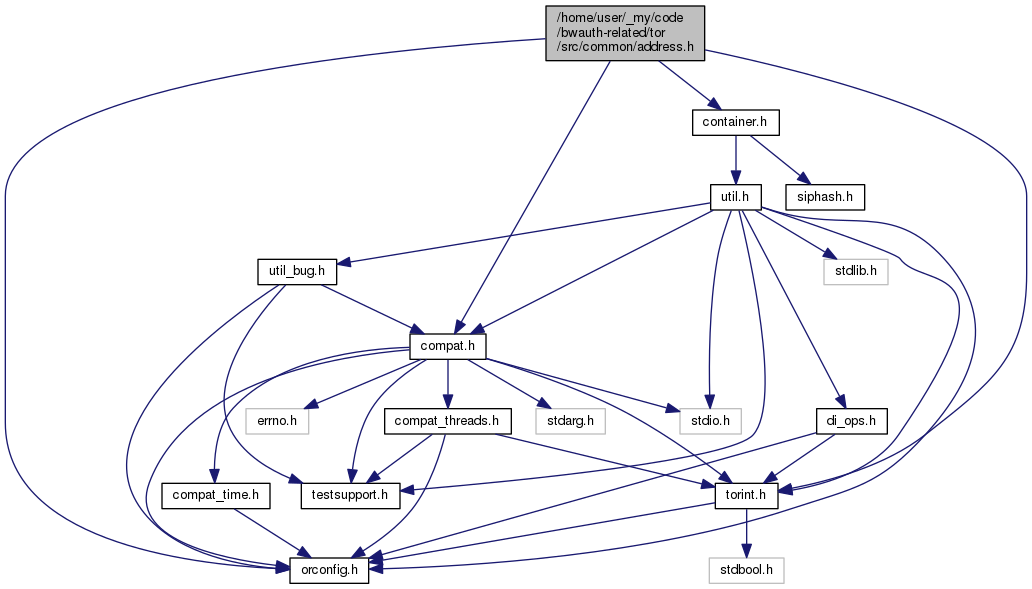 /home/user/_my/code
/bwauth-related/tor
/src/common/address.h
container.h
util.h
siphash.h
util_bug.h
stdlib.h
compat.h
errno.h
compat_threads.h
stdarg.h
stdio.h
di_ops.h
compat_time.h
testsupport.h
torint.h
orconfig.h
stdbool.h